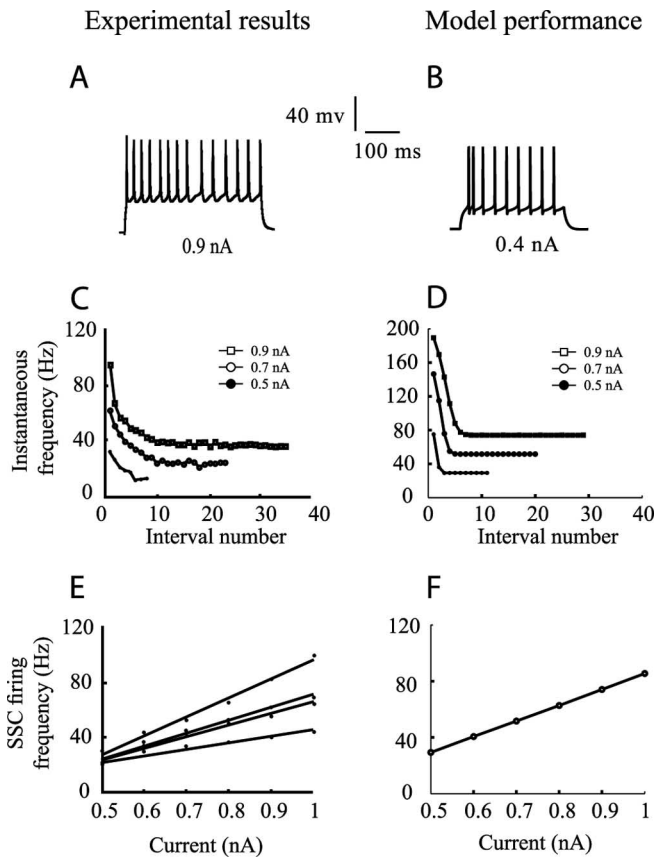 Experimental results
Model performance
A
B
40 mv
100 ms
0.9 nA
0.4 nA
C
D
Instantaneous
frequency (Hz)
120
80
40
0
0.9 nA
0.7 nA
0.5 nA
0 10 20 30 40
Interval number
200
160
120
80
40
0
0.9 nA
0.7 nA
0.5 nA
0 10 20 30 40
Interval number
E
F
SSC firing
frequency (Hz)
120
80
40
0
0.5 0.6 0.7 0.8 0.9 1
Current (nA)
120
80
40
0
0.5 0.6 0.7 0.8 0.9 1
Current (nA)